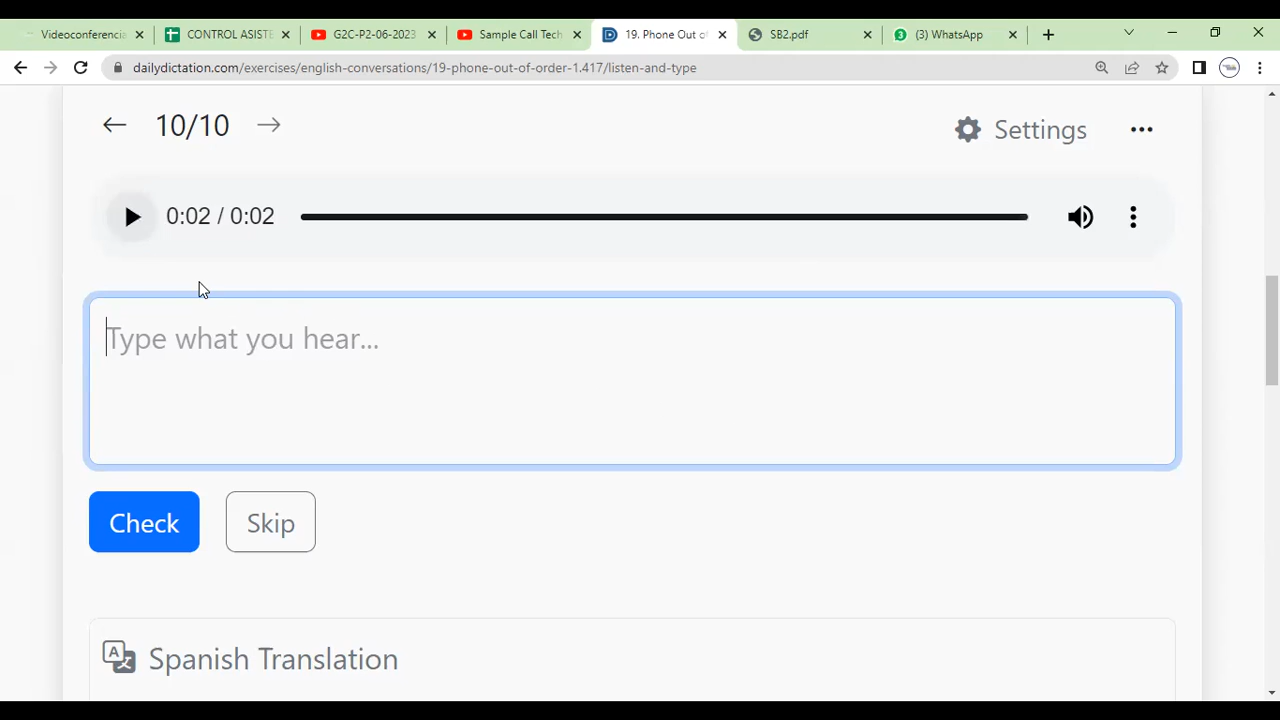 Videoconferencia
CONTROL ASISTE
G2C-P2-06-2023
Sample Call Tech
19. Phone Out of
SB2.pdf
(3) WhatsApp
dailydictation.com/exercises/english-conversations/19-phone-out-of-order-1.417/listen-and-type
10/10
Settings
0:02 / 0:02
Type what you hear...
Check
Skip
Spanish Translation